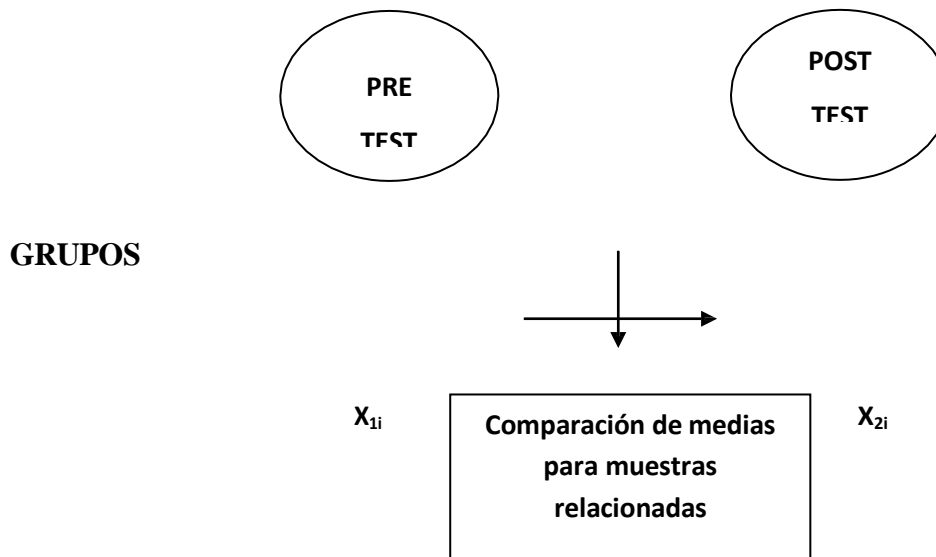 PRE
TEST
POST
TEST
GRUPOS
X1i
Comparación de medias
para muestras
relacionadas
X2i